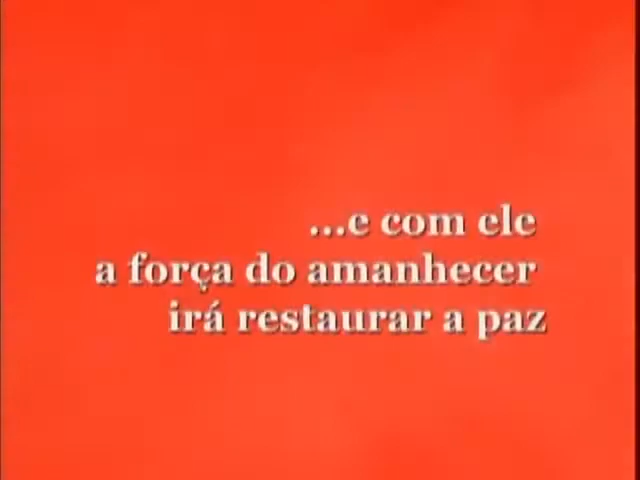 ...e com ele
a força do amanhecer
irá restaurar a paz